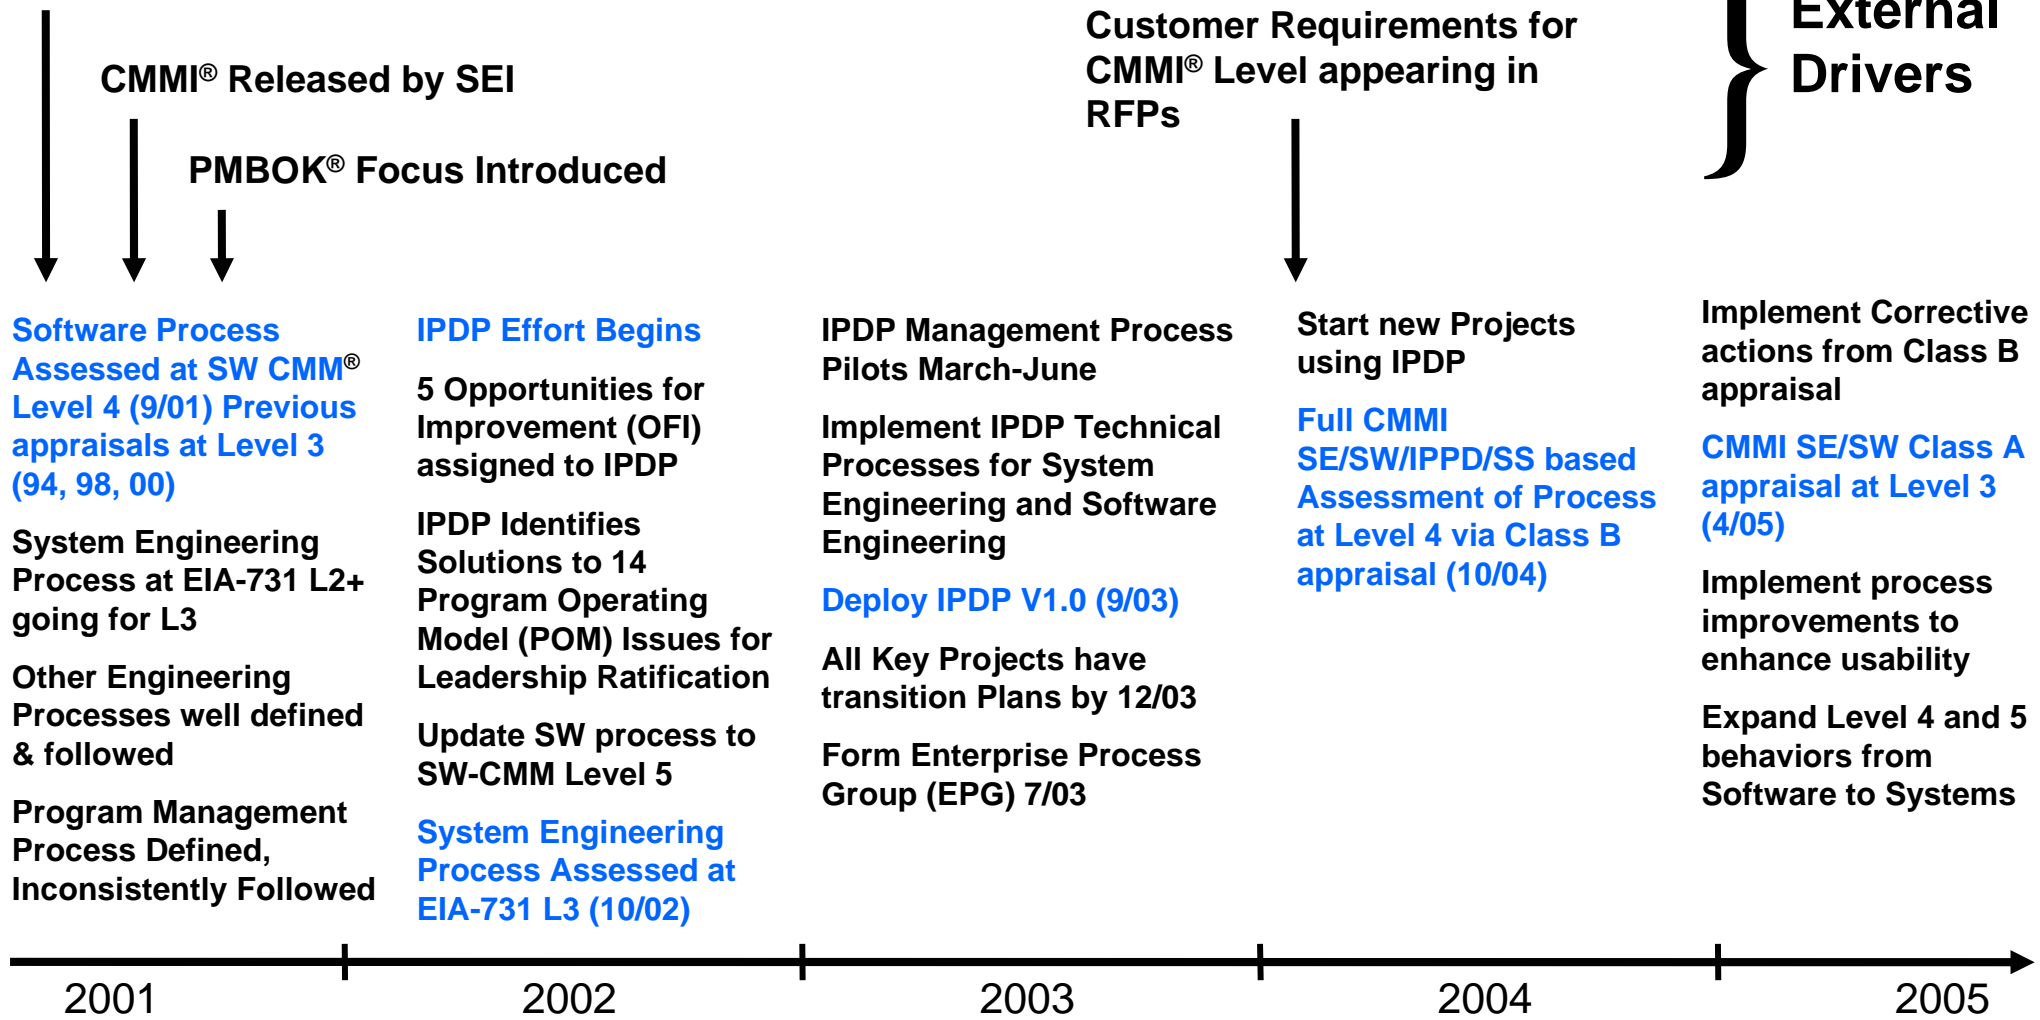 External
Drivers
Customer Requirements for
CMMI® Level appearing in
RFPs
CMMI® Released by SEI
PMBOK® Focus Introduced
Software Process
Assessed at SW CMM®
Level 4 (9/01) Previous
appraisals at Level 3
(94, 98, 00)
System Engineering
Process at EIA-731 L2+
going for L3
Other Engineering
Processes well defined
& followed
Program Management
Process Defined,
Inconsistently Followed
IPDP Effort Begins
5 Opportunities for
Improvement (OFI)
assigned to IPDP
IPDP Identifies
Solutions to 14
Program Operating
Model (POM) Issues for
Leadership Ratification
Update SW process to
SW-CMM Level 5
System Engineering
Process Assessed at
EIA-731 L3 (10/02)
IPDP Management Process
Pilots March-June
Implement IPDP Technical
Processes for System
Engineering and Software
Engineering
Deploy IPDP V1.0 (9/03)
All Key Projects have
transition Plans by 12/03
Form Enterprise Process
Group (EPG) 7/03
Start new Projects
using IPDP
Full CMMI
SE/SW/IPPD/SS based
Assessment of Process
at Level 4 via Class B
appraisal (10/04)
Implement Corrective
actions from Class B
appraisal
CMMI SE/SW Class A
appraisal at Level 3
(4/05)
Implement process
improvements to
enhance usability
Expand Level 4 and 5
behaviors from
Software to Systems
2001
2002
2003
2004
2005